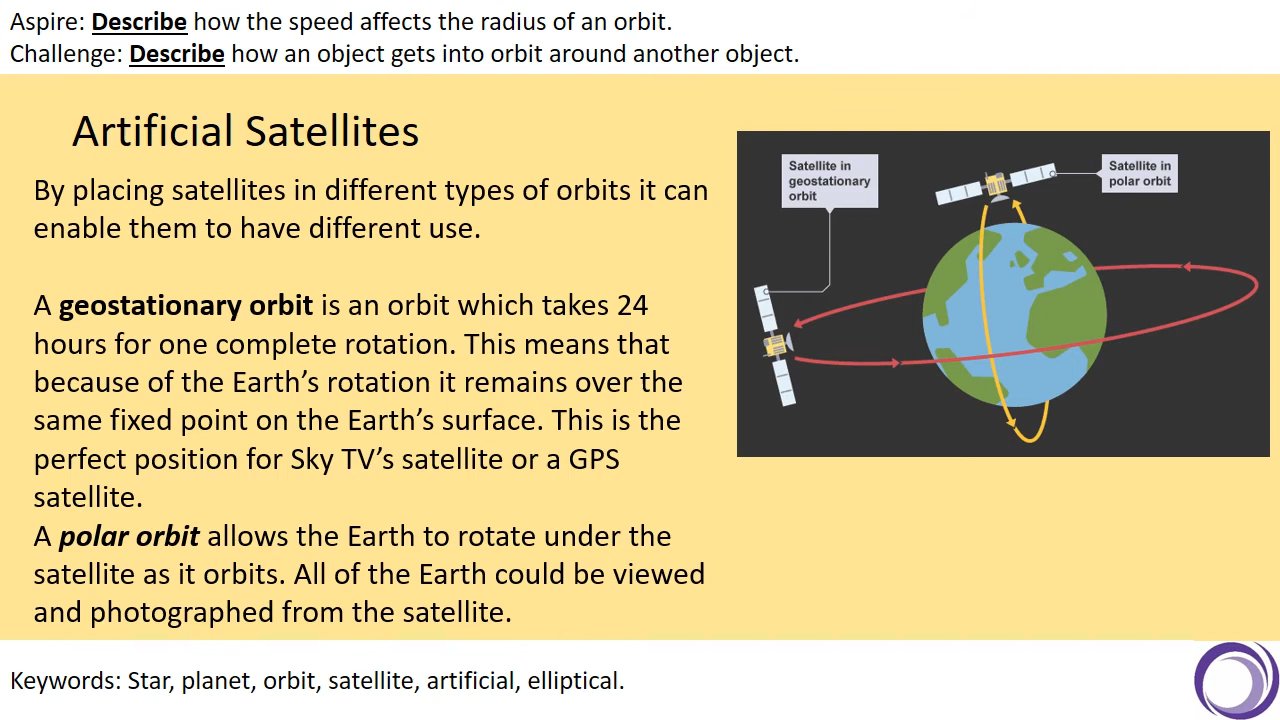 Aspire: Describe how the speed affects the radius of an orbit.
Challenge: Describe how an object gets into orbit around another object.
Artificial Satellites
By placing satellites in different types of orbits it can
enable them to have different use.
A geostationary orbit is an orbit which takes 24
hours for one complete rotation. This means that
because of the Earth’s rotation it remains over the
same fixed point on the Earth’s surface. This is the
perfect position for Sky TV’s satellite or a GPS
satellite.
A polar orbit allows the Earth to rotate under the
satellite as it orbits. All of the Earth could be viewed
and photographed from the satellite.
Satellite in
geostationary
orbit
Satellite in
polar orbit
Keywords: Star, planet, orbit, satellite, artificial, elliptical.